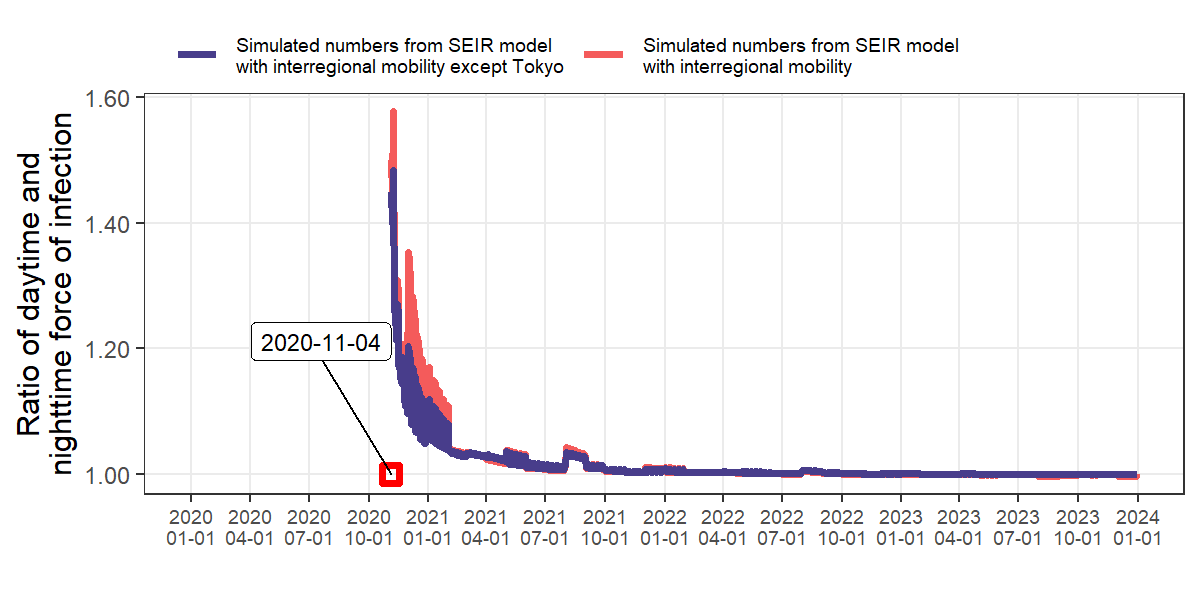 Simulated numbers from SEIR model
with interregional mobility except Tokyo
Simulated numbers from SEIR model
with interregional mobility
Ratio of daytime and
nighttime force of infection
1.60
1.40
1.20
1.00
2020-11-04
2020 2020 2020 2020 2021 2021 2021 2021 2022 2022 2022 2022 2023 2023 2023 2023 2024
01-01 04-01 07-01 10-01 01-01 04-01 07-01 10-01 01-01 04-01 07-01 10-01 01-01 04-01 07-01 10-01 01-01